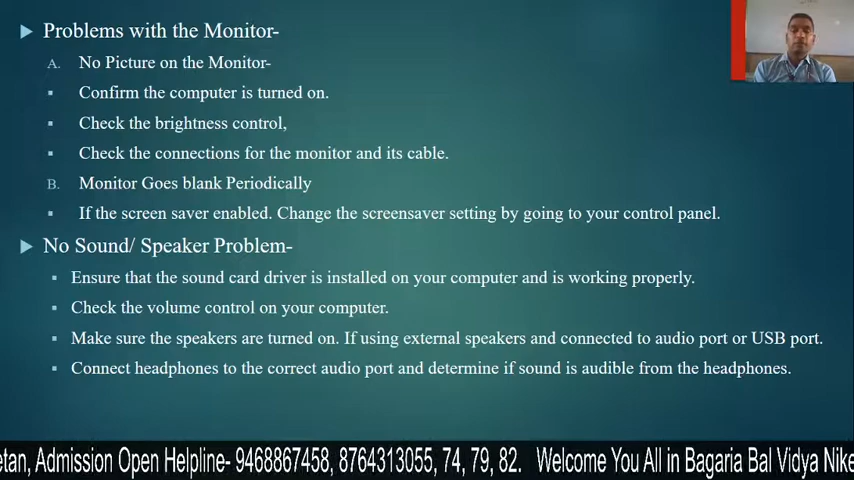 Problems with the Monitor-
A. No Picture on the Monitor-
Confirm the computer is turned on.
Check the brightness control,
Check the connections for the monitor and its cable.
B. Monitor Goes blank Periodically
If the screen saver enabled. Change the screensaver setting by going to your control panel.
No Sound/ Speaker Problem-
Ensure that the sound card driver is installed on your computer and is working properly.
Check the volume control on your computer.
Make sure the speakers are turned on. If using external speakers and connected to audio port or USB port.
Connect headphones to the correct audio port and determine if sound is audible from the headphones.
etan, Admission Open Helpline- 9468867458, 8764313055, 74, 79, 82. Welcome You All in Bagaria Bal Vidya Nike